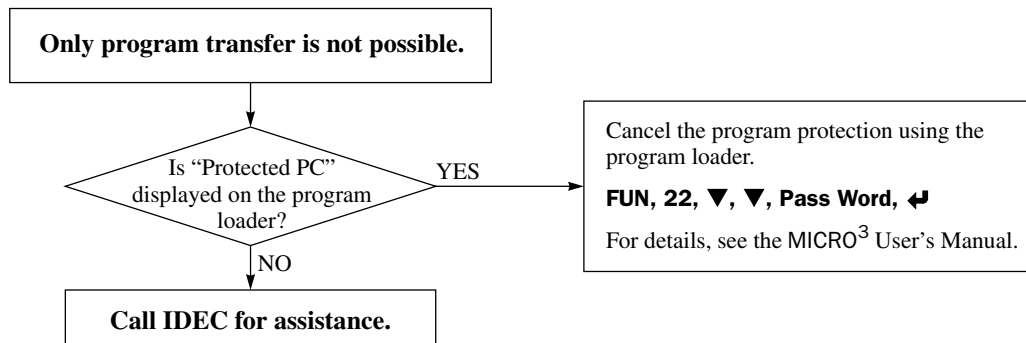 Only program transfer is not possible.
Is “Protected PC”
displayed on the program
loader?
YES
Cancel the program protection using the
program loader.
FUN, 22, ▼, ▼, Pass Word, ↵
For details, see the MICRO³ User’s Manual.
NO
Call IDEC for assistance.